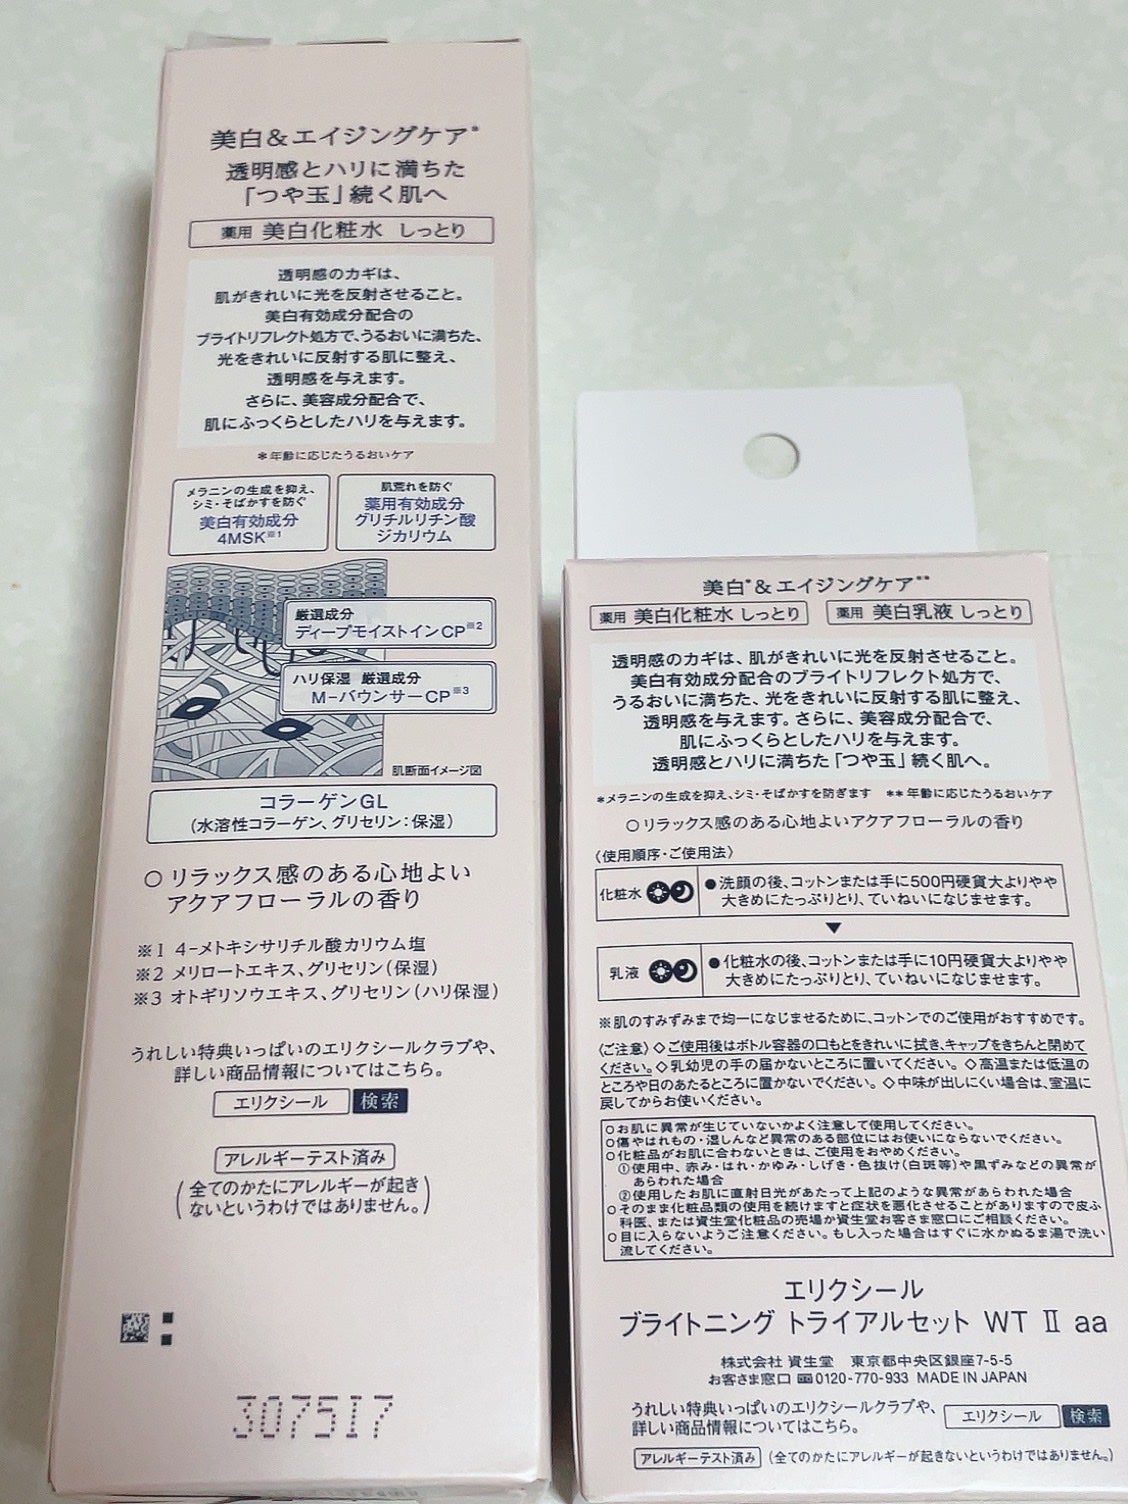 美白&エイジングケア*
透明感とハリに満ちた
「つや玉」続く肌へ
薬用 美白化粧水 しっとり
透明感のカギは、
肌がきれいに光を反射させること。
美白有効成分配合の
ブライトリフレクト処方で、うるおいに満ちた、
光をきれいに反射する肌に整え、
透明感を与えます。
さらに、美容成分配合で、
肌にふっくらとしたハリを与えます。
*年齢に応じたうるおいケア
メラニンの生成を抑え、
シミ・そばかすを防ぐ
美白有効成分
4MSK※1
肌荒れを防ぐ
薬用有効成分
グリチルリチン酸
ジカリウム
厳選成分
ディープモイストインCP※2
ハリ保湿 厳選成分
M-バウンサーCP※3
肌断面イメージ図
コラーゲンGL
(水溶性コラーゲン、グリセリン:保湿)
○ リラックス感のある心地よい
アクアフローラルの香り
※1 4-メトキシサリチル酸カリウム塩
※2 メリロートエキス、グリセリン(保湿)
※3 オトギリソウエキス、グリセリン(ハリ保湿)
うれしい特典いっぱいのエリクシールクラブや、
詳しい商品情報についてはこちら。
エリクシール 検索
アレルギーテスト済み
(全てのかたにアレルギーが起き
ないというわけではありません。)
307517
美白*&エイジングケア**
薬用 美白化粧水 しっとり 薬用 美白乳液 しっとり
透明感のカギは、肌がきれいに光を反射させること。
美白有効成分配合のブライトリフレクト処方で、
うるおいに満ちた、光をきれいに反射する肌に整え、
透明感を与えます。さらに、美容成分配合で、
肌にふっくらとしたハリを与えます。
透明感とハリに満ちた「つや玉」続く肌へ。
*メラニンの生成を抑え、シミ・そばかすを防ぎます **年齢に応じたうるおいケア
○リラックス感のある心地よいアクアフローラルの香り
〈使用順序・ご使用法〉
化粧水 ●洗顔の後、コットンまたは手に500円硬貨大よりやや
大きめにたっぷりとり、ていねいになじませます。
▼
乳液 ●化粧水の後、コットンまたは手に10円硬貨大よりやや
大きめにたっぷりとり、ていねいになじませます。
※肌のすみずみまで均一になじませるために、コットンでのご使用がおすすめです。
〈ご注意〉◇ご使用後はボトル容器の口もとをきれいに拭き、キャップをきちんと閉めて
ください。◇乳幼児の手の届かないところに置いてください。◇高温または低温の
ところや日のあたるところに置かないでください。◇中味が出しにくい場合は、室温に
戻してからお使いください。
○お肌に異常が生じていないかよく注意して使用してください。
○傷やはれもの・湿しんなど異常のある部位にはお使いにならないでください。
○化粧品がお肌に合わないときは、ご使用をおやめください。
①使用中、赤み・はれ・かゆみ・しげき・色抜け(白斑等)や黒ずみなどの異常が
あらわれた場合
②使用したお肌に直射日光があたって上記のような異常があらわれた場合
○そのまま化粧品類の使用を続けますと症状を悪化させることがありますので皮ふ
科医、または資生堂化粧品の売場か資生堂お客さま窓口にご相談ください。
○目に入らないようご注意ください。もし入った場合はすぐに水かぬるま湯で洗い
流してください。
エリクシール
ブライトニング トライアルセット WT Ⅱ aa
株式会社 資生堂 東京都中央区銀座7-5-5
お客さま窓口 0120-770-933 MADE IN JAPAN
うれしい特典いっぱいのエリクシールクラブや、
詳しい商品情報についてはこちら。
エリクシール 検索
アレルギーテスト済み (全てのかたにアレルギーが起きないというわけではありません。)